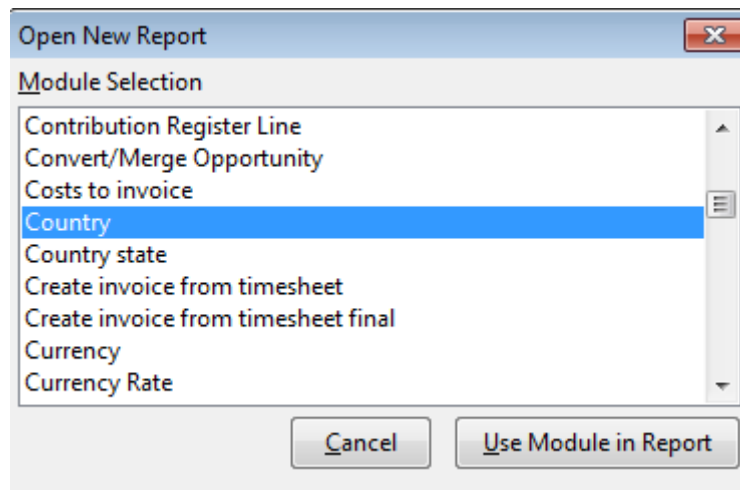 Open New Report
Module Selection
Contribution Register Line
Convert/Merge Opportunity
Costs to invoice
Country
Country state
Create invoice from timesheet
Create invoice from timesheet final
Currency
Currency Rate
Cancel Use Module in Report